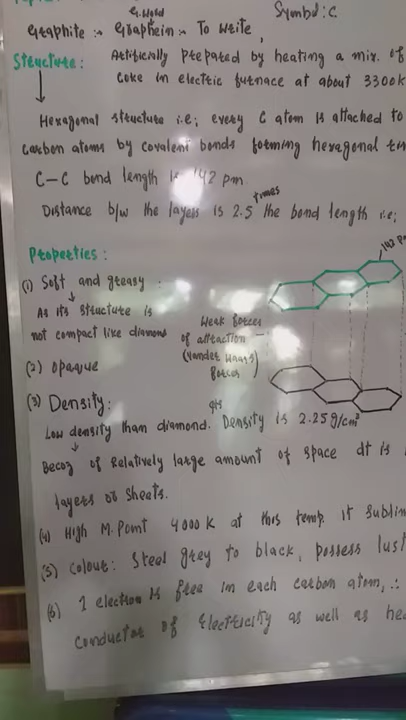 Symbol: C
G. Word
Graphite :- Graphein :- To write,
Structure: Artificially prepared by heating a mix. of
Coke in electric furnace at about 3300k
Hexagonal structure i.e; every C atom is attached to
carbon atoms by covalent bonds forming hexagonal
C-C bond length is 142 pm
Distance b/w the layers is 2.5 times the bond length i.e;
Properties:
(1) Soft and greasy:
As its structure is
not compact like diamond
Weak forces
of attraction
(Vander Waals
forces)
(2) Opaque
(3) Density:
Low density than diamond. Its Density is 2.25 g/cm³
Becoz of Relatively large amount of space dt is
layers or sheets.
(4) High M. Point 4000 K at this temp. it
(5) Colour: Steel grey to black, possess
(6) 1 electron is free in each carbon atom, ∴
conductor of Electricity as well as